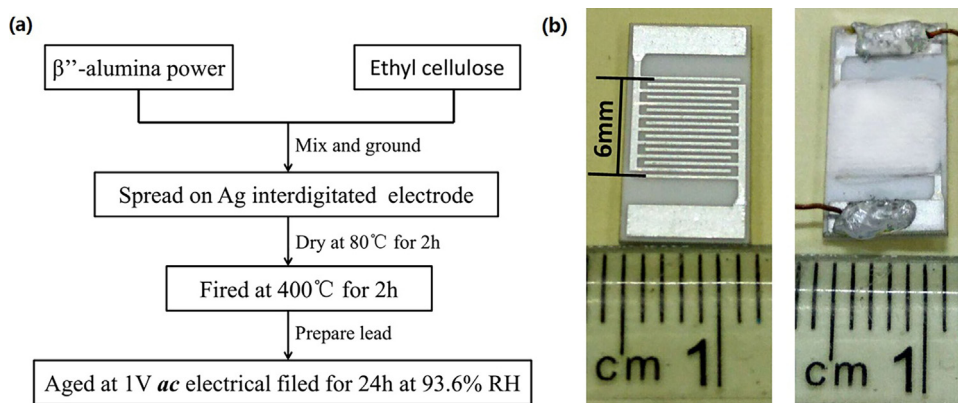 (a)
β’’-alumina power
Ethyl cellulose
Mix and ground
Spread on Ag interdigitated electrode
Dry at 80℃ for 2h
Fired at 400℃ for 2h
Prepare lead
Aged at 1V ac electrical filed for 24h at 93.6% RH
(b)
6mm
cm 1
cm 1